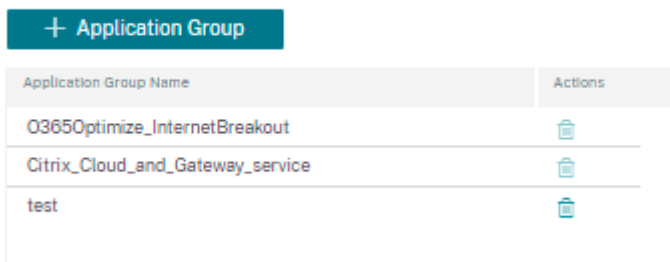 + Application Group
Application Group Name Actions
O365Optimize_InternetBreakout
Citrix_Cloud_and_Gateway_service
test